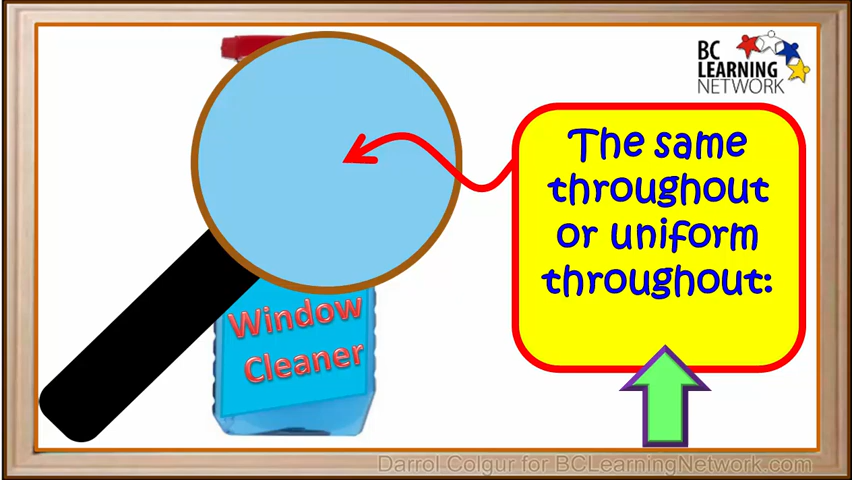 BC
LEARNING
NETWORK
The same
throughout
or uniform
throughout:
Window
Cleaner
Darrol Colgur for BCLearningNetwork.com